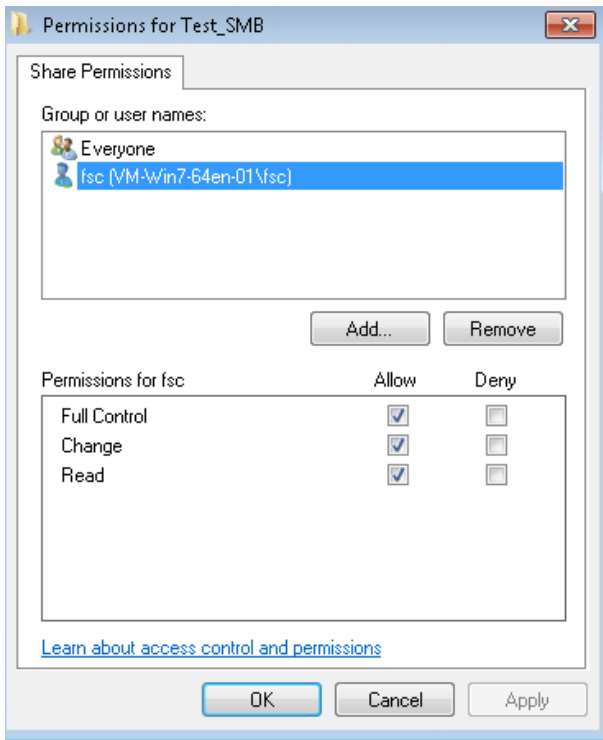 Permissions for Test_SMB
Share Permissions
Group or user names:
Everyone
fsc (VM-Win7-64en-01\fsc)
Add... Remove
Permissions for fsc Allow Deny
Full Control
Change
Read
Learn about access control and permissions
OK Cancel Apply